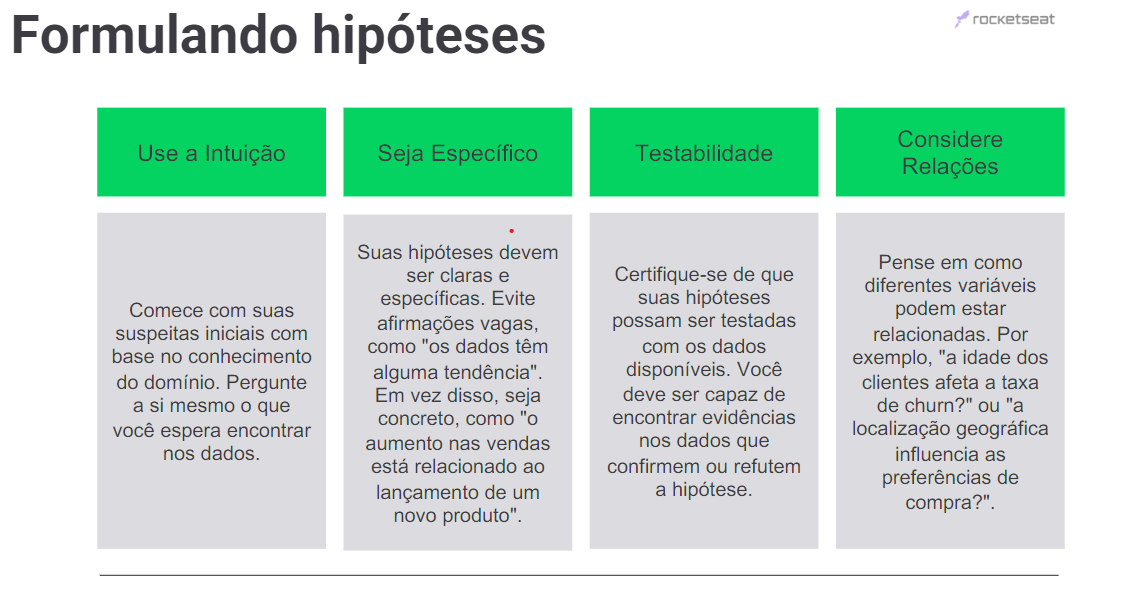 Formulando hipóteses
rocketseat
Use a Intuição
Comece com suas
suspeitas iniciais com
base no conhecimento
do domínio. Pergunte
a si mesmo o que
você espera encontrar
nos dados.
Seja Específico
Suas hipóteses devem
ser claras e
específicas. Evite
afirmações vagas,
como "os dados têm
alguma tendência".
Em vez disso, seja
concreto, como "o
aumento nas vendas
está relacionado ao
lançamento de um
novo produto".
Testabilidade
Certifique-se de que
suas hipóteses
possam ser testadas
com os dados
disponíveis. Você
deve ser capaz de
encontrar evidências
nos dados que
confirmem ou refutem
a hipótese.
Considere
Relações
Pense em como
diferentes variáveis
podem estar
relacionadas. Por
exemplo, "a idade dos
clientes afeta a taxa
de churn?" ou "a
localização geográfica
influencia as
preferências de
compra?".